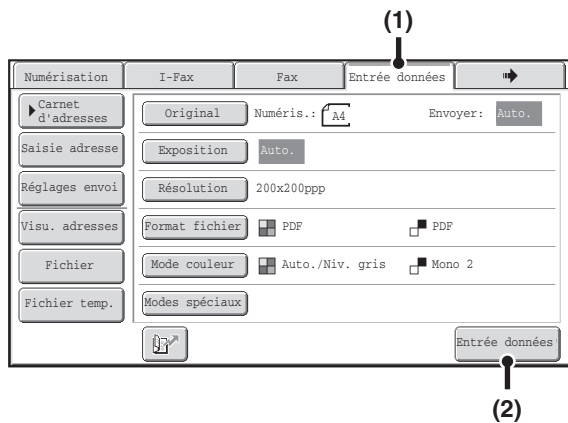 (1)
Numérisation I-Fax Fax Entrée données
Carnet
d'adresses
Original Numéris.: A4 Envoyer: Auto.
Saisie adresse Exposition Auto.
Réglages envoi Résolution 200x200ppp
Visu. adresses Format fichier PDF PDF
Fichier Mode couleur Auto./Niv. gris Mono 2
Fichier temp. Modes spéciaux
Entrée données
(2)